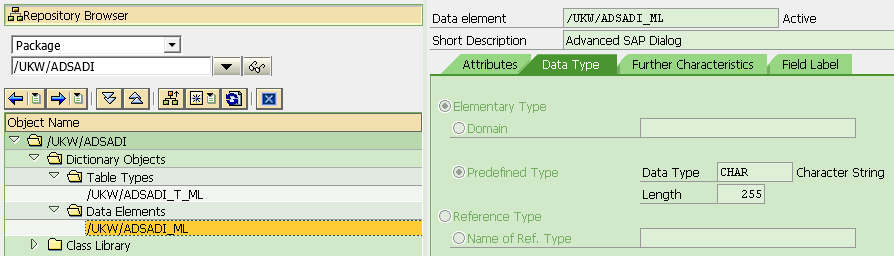 Repository Browser
Package
/UKW/ADSADI
Object Name
/UKW/ADSADI
Dictionary Objects
Table Types
/UKW/ADSADI_T_ML
Data Elements
/UKW/ADSADI_ML
Class Library
Data element /UKW/ADSADI_ML Active
Short Description Advanced SAP Dialog
Attributes Data Type Further Characteristics Field Label
Elementary Type
Domain
Predefined Type Data Type CHAR Character String
Length 255
Reference Type
Name of Ref. Type